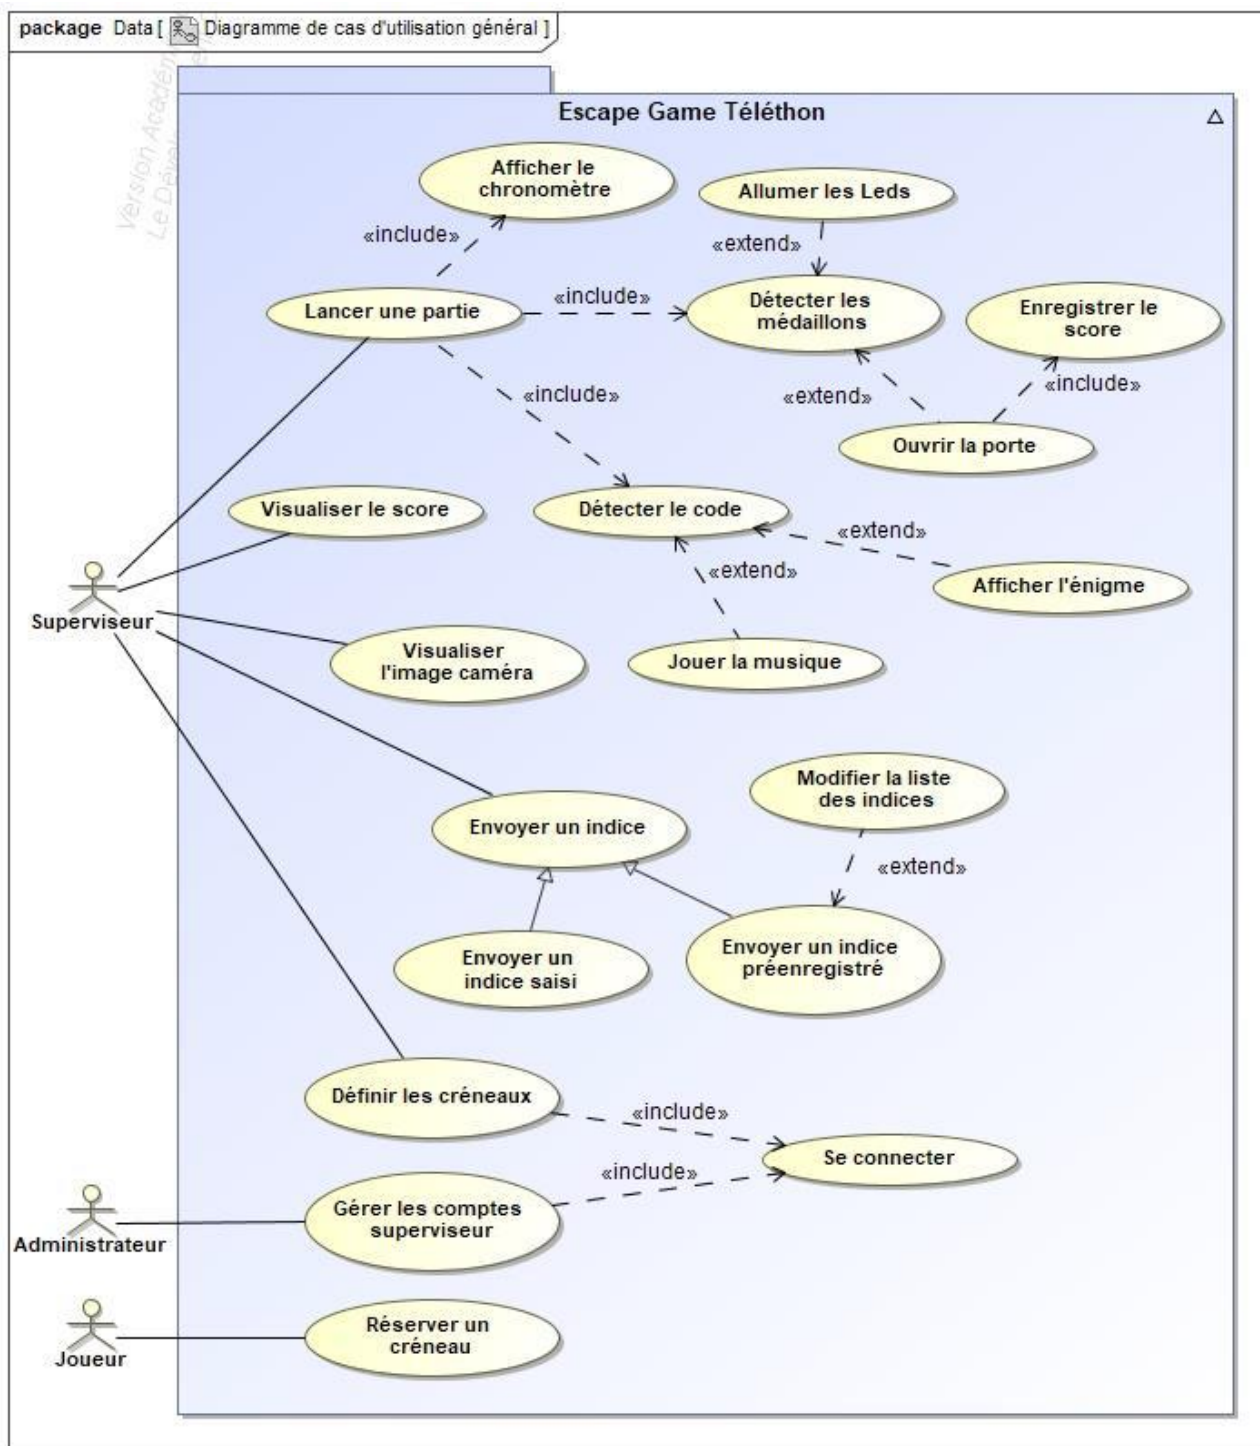 package Data [ Diagramme de cas d'utilisation général ]
Version Académ
Le Dével
Escape Game Téléthon
Afficher le
chronomètre
Allumer les Leds
«include»
«extend»
Lancer une partie
«include»
Détecter les
médaillons
Enregistrer le
score
«include»
«extend»
«include»
Ouvrir la porte
Visualiser le score
Détecter le code
«extend»
«extend»
Afficher l'énigme
Superviseur
Visualiser
l'image caméra
Jouer la musique
Modifier la liste
des indices
Envoyer un indice
«extend»
Envoyer un
indice saisi
Envoyer un indice
préenregistré
Définir les créneaux
«include»
Se connecter
«include»
Gérer les comptes
superviseur
Administrateur
Réserver un
créneau
Joueur